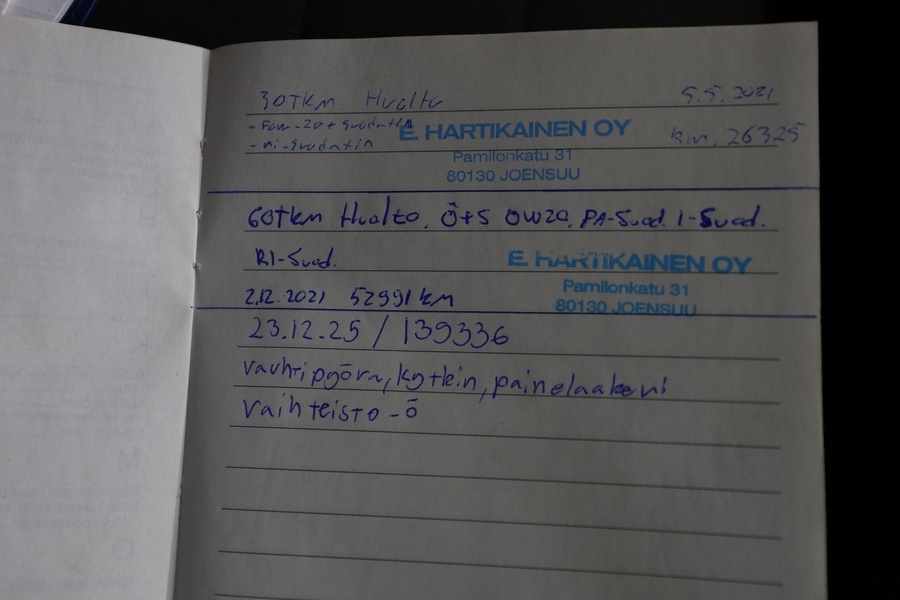 30TKM Huolto 5.5.2021
E. HARTIKAINEN OY km. 26325
- ri-suodatin
Pamilonkatu 31
80130 JOENSUU
60Tkm Huolto. Ö+S 0W20, PA-Suod. I-Suod.
RI-Suod.
E. HARTIKAINEN OY
Pamilonkatu 31
2.12.2021 52991 km
80130 JOENSUU
23.12.25 / 139336
vauhtipyörä, kytkin, painelaakeri
vaihteisto-ö